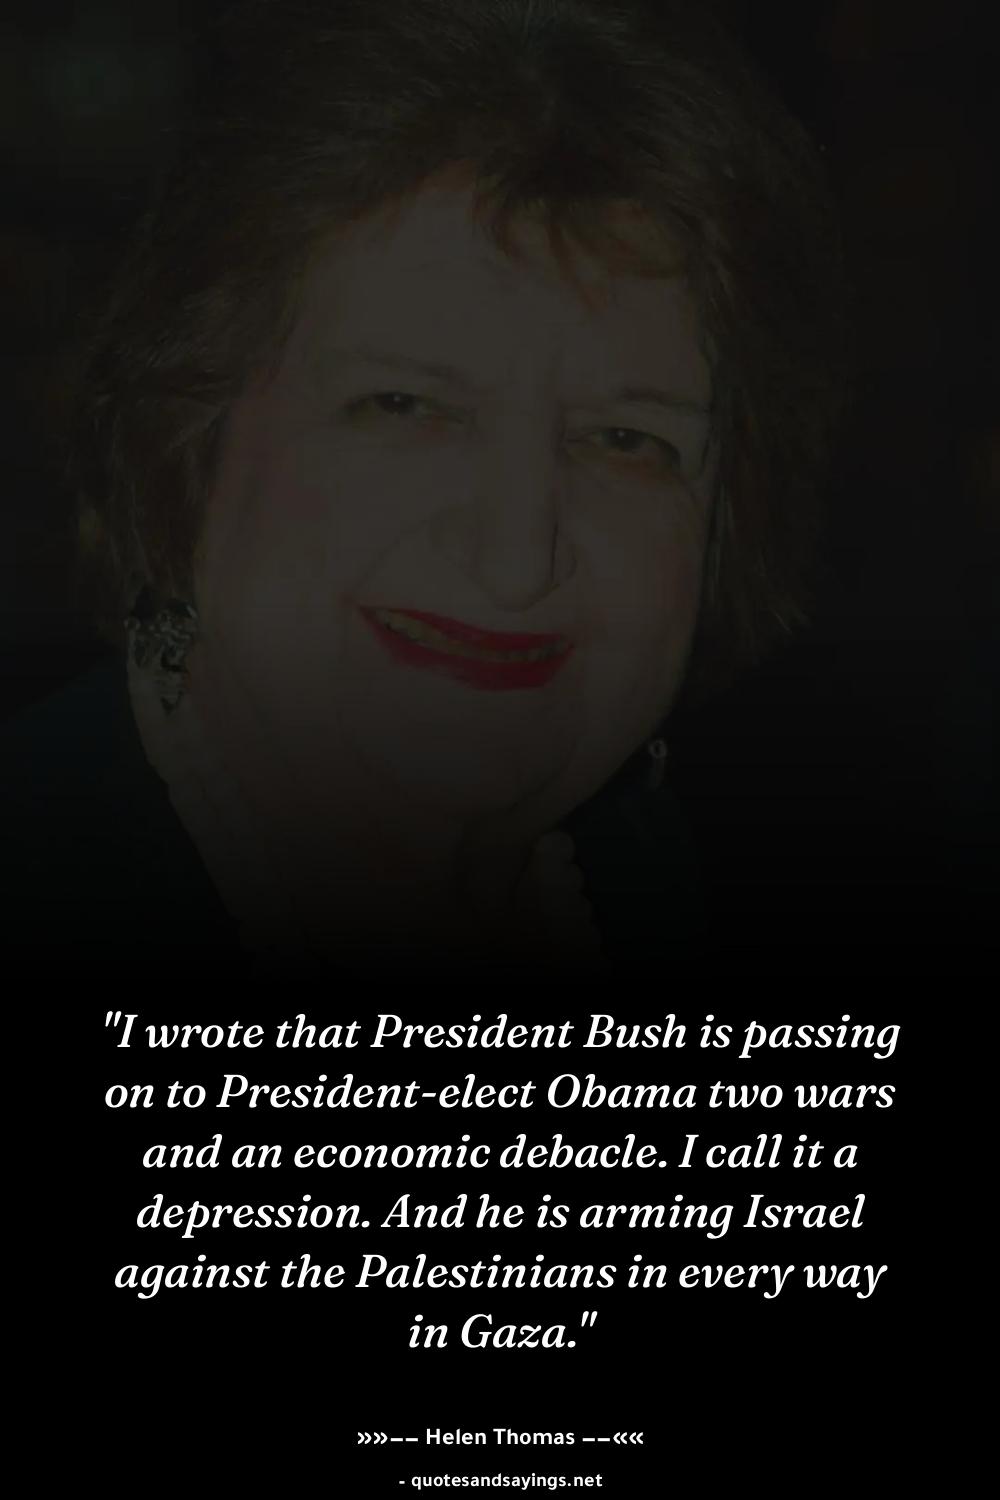 "I wrote that President Bush is passing
on to President-elect Obama two wars
and an economic debacle. I call it a
depression. And he is arming Israel
against the Palestinians in every way
in Gaza."
»»−− Helen Thomas −−««
- quotesandsayings.net